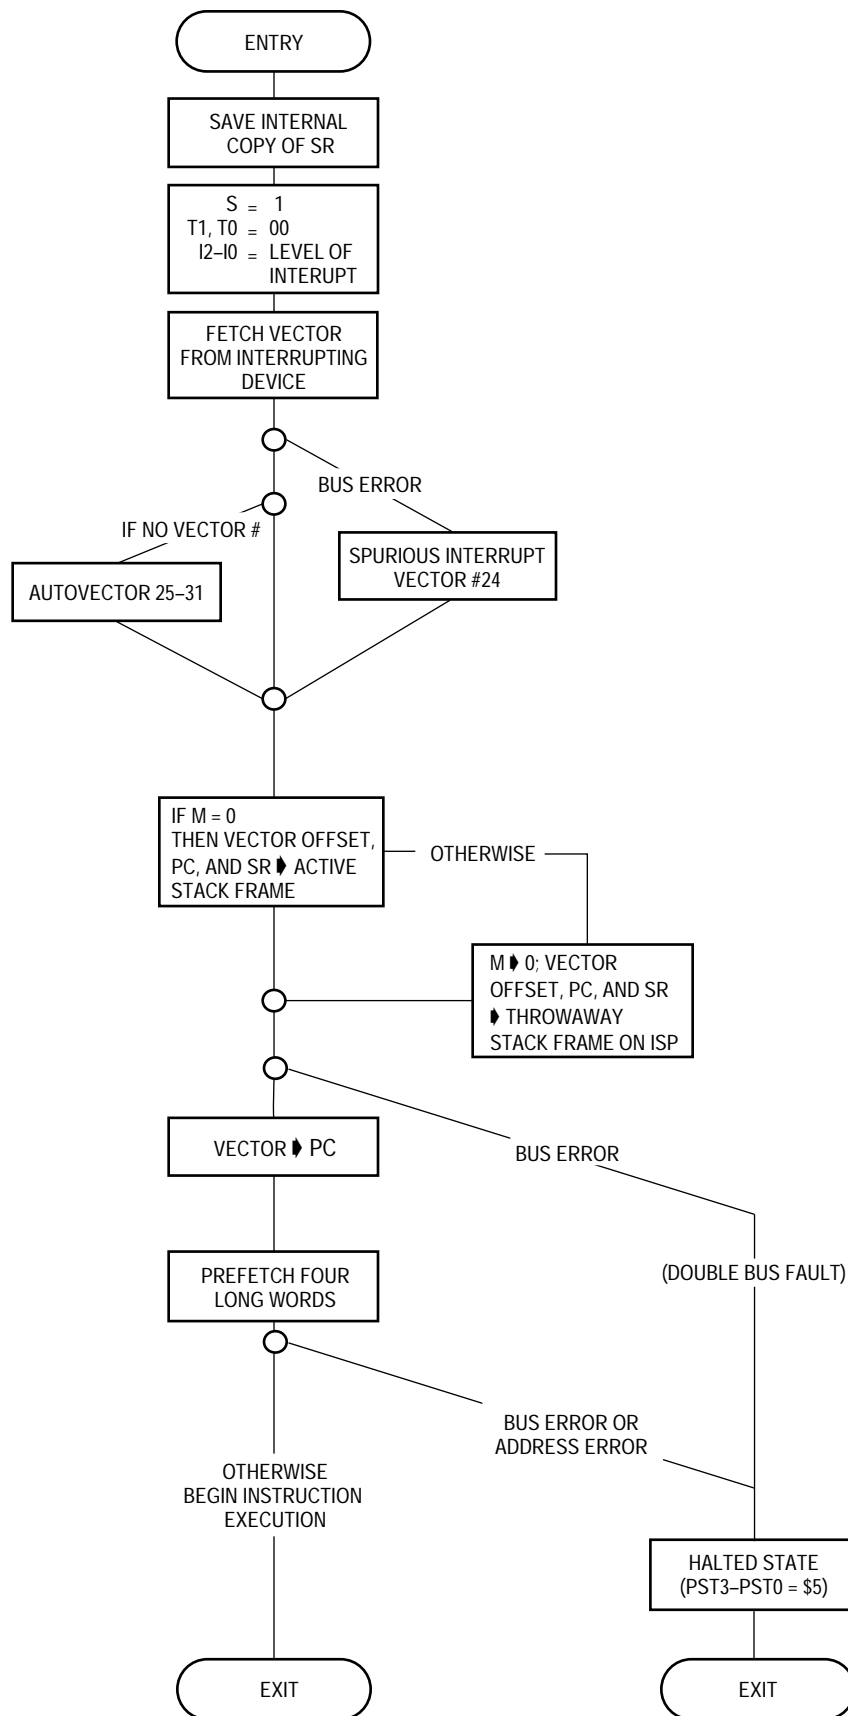 ENTRY
SAVE INTERNAL
COPY OF SR
S = 1
T1, T0 = 00
I2–I0 = LEVEL OF
INTERUPT
FETCH VECTOR
FROM INTERRUPTING
DEVICE
BUS ERROR
IF NO VECTOR #
SPURIOUS INTERRUPT
VECTOR #24
AUTOVECTOR 25–31
IF M = 0
THEN VECTOR OFFSET,
PC, AND SR ➧ ACTIVE
STACK FRAME
OTHERWISE
M ➧ 0; VECTOR
OFFSET, PC, AND SR
➧ THROWAWAY
STACK FRAME ON ISP
VECTOR ➧ PC
BUS ERROR
(DOUBLE BUS FAULT)
PREFETCH FOUR
LONG WORDS
BUS ERROR OR
ADDRESS ERROR
OTHERWISE
BEGIN INSTRUCTION
EXECUTION
HALTED STATE
(PST3–PST0 = $5)
EXIT
EXIT